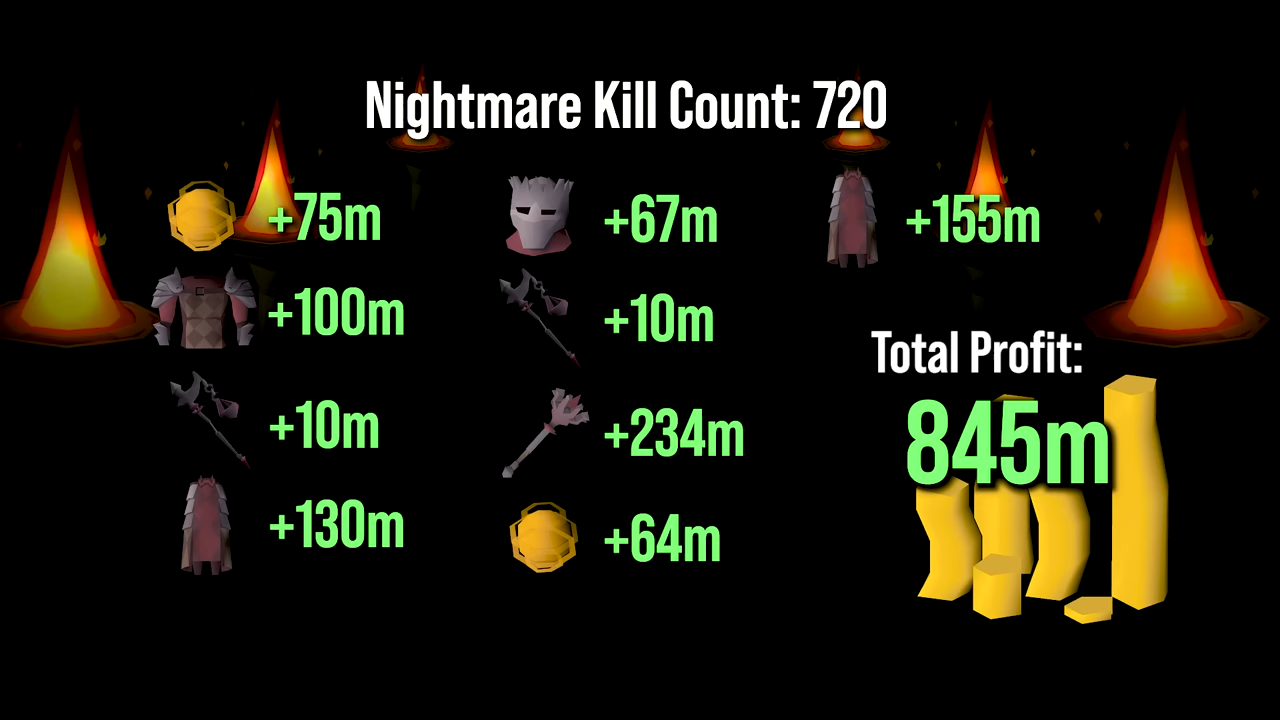 Nightmare Kill Count: 720
+75m
+100m
+10m
+130m
+67m
+10m
+234m
+64m
+155m
Total Profit:
845m